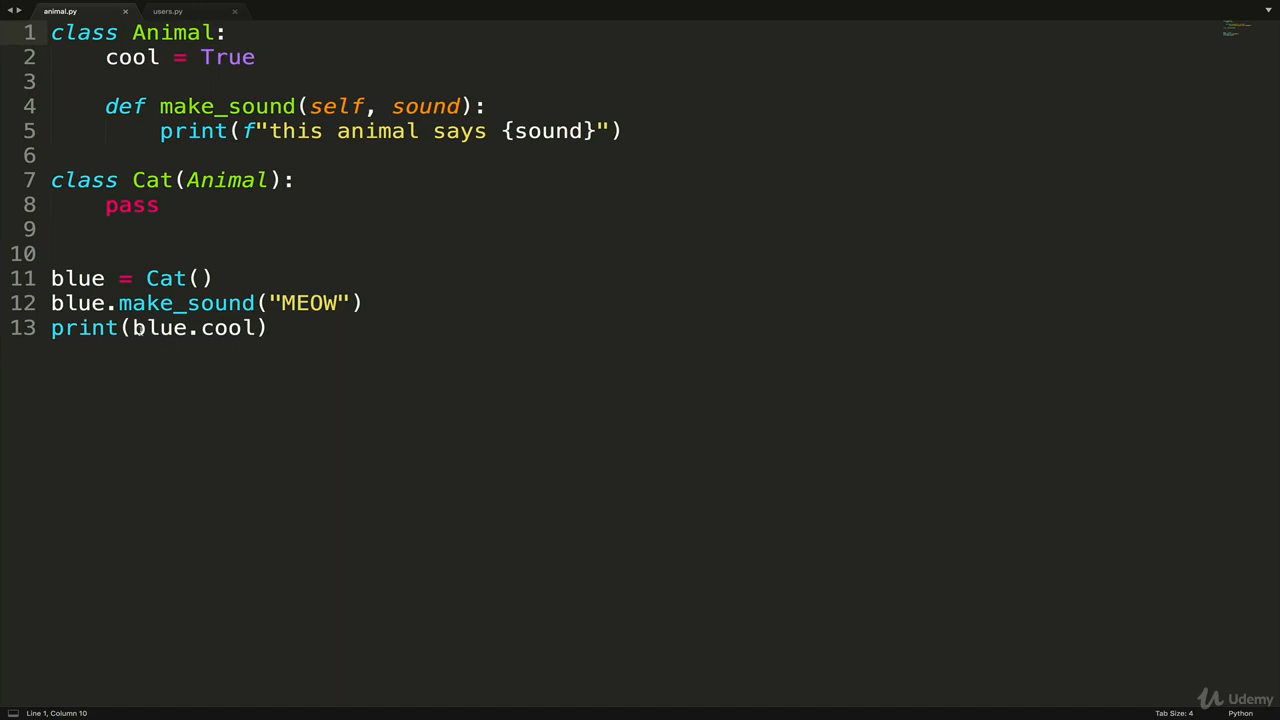 animal.py × users.py ×
1 class Animal:
2     cool = True
3
4     def make_sound(self, sound):
5         print(f"this animal says {sound}")
6
7 class Cat(Animal):
8     pass
9
10
11 blue = Cat()
12 blue.make_sound("MEOW")
13 print(blue.cool)
Udemy
Line 1, Column 10 Tab Size: 4 Python